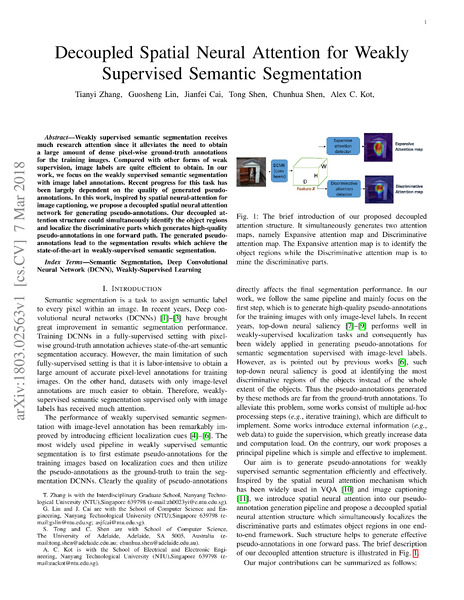 1
Decoupled Spatial Neural Attention for Weakly
Supervised Semantic Segmentation
Tianyi Zhang, Guosheng Lin, Jianfei Cai, Tong Shen, Chunhua Shen, Alex C. Kot,
arXiv:1803.02563v1 [cs.CV] 7 Mar 2018
Abstract—Weakly supervised semantic segmentation receives
much research attention since it alleviates the need to obtain
a large amount of dense pixel-wise ground-truth annotations
for the training images. Compared with other forms of weak
supervision, image labels are quite efficient to obtain. In our
work, we focus on the weakly supervised semantic segmentation
with image label annotations. Recent progress for this task has
been largely dependent on the quality of generated pseudo-
annotations. In this work, inspired by spatial neural-attention for
image captioning, we propose a decoupled spatial neural attention
network for generating pseudo-annotations. Our decoupled at-
tention structure could simultaneously identify the object regions
and localize the discriminative parts which generates high-quality
pseudo-annotations in one forward path. The generated pseudo-
annotations lead to the segmentation results which achieve the
state-of-the-art in weakly-supervised semantic segmentation.
Index Terms—Semantic Segmentation, Deep Convolutional
Neural Network (DCNN), Weakly-Supervised Learning
I. INTRODUCTION
Semantic segmentation is a task to assign semantic label
to every pixel within an image. In recent years, Deep con-
volutional neural networks (DCNNs) [1]–[3] have brought
great improvement in semantic segmentation performance.
Training DCNNs in a fully-supervised setting with pixel-
wise ground-truth annotation achieves state-of-the-art semantic
segmentation accuracy. However, the main limitation of such
fully-supervised setting is that it is labor-intensive to obtain a
large amount of accurate pixel-level annotations for training
images. On the other hand, datasets with only image-level
annotations are much easier to obtain. Therefore, weakly-
supervised semantic segmentation supervised only with image
labels has received much attention.
The performance of weakly supervised semantic segmen-
tation with image-level annotation has been remarkably im-
proved by introducing efficient localization cues [4]–[6]. The
most widely used pipeline in weakly supervised semantic
segmentation is to first estimate pseudo-annotations for the
training images based on localization cues and then utilize
the pseudo-annotations as the ground-truth to train the seg-
mentation DCNNs. Clearly the quality of pseudo-annotations
T. Zhang is with the Interdisciplinary Graduate School, Nanyang Techno-
logical University (NTU),Singapore 639798 (e-mail:zh0023yi@e.ntu.edu.sg).
G. Lin and J. Cai are with the School of Computer Science and En-
gineering, Nanyang Technological University (NTU),Singapore 639798 (e-
mail:gslin@ntu.edu.sg; asjfcai@ntu.edu.sg).
S. Tong and C. Shen are with School of Computer Science,
The University of Adelaide, Adelaide, SA 5005, Australia (e-
mail:tong.shen@adelaide.edu.au; chunhua.shen@adelaide.edu.au).
A. C. Kot is with the School of Electrical and Electronic Engi-
neering, Nanyang Technological University (NTU),Singapore 639798 (e-
mail:eackot@ntu.edu.sg).
Expansive
attention
detector
Expansive
Attention map
DCNN (conv
layers)
W
H
D
Feature F
Discriminative
attention
detector
Discriminative
Attention map
Fig. 1: The brief introduction of our proposed decoupled
attention structure. It simultaneously generates two attention
maps, namely Expansive attention map and Discriminative
attention map. The Expansive attention map is to identify the
object regions while the Discriminative attention map is to
mine the discriminative parts.
directly affects the final segmentation performance. In our
work, we follow the same pipeline and mainly focus on the
first step, which is to generate high-quality pseudo-annotations
for the training images with only image-level labels. In recent
years, top-down neural saliency [7]–[9] performs well in
weakly-supervised localization tasks and consequently has
been widely applied in generating pseudo-annotations for
semantic segmentation supervised with image-level labels.
However, as is pointed out by previous works [6], such
top-down neural saliency is good at identifying the most
discriminative regions of the objects instead of the whole
extent of the objects. Thus the pseudo-annotations generated
by these methods are far from the ground-truth annotations. To
alleviate this problem, some works consist of multiple ad-hoc
processing steps (e.g., iterative training), which are difficult to
implement. Some works introduce external information (e.g.,
web data) to guide the supervision, which greatly increase data
and computation load. On the contrary, our work proposes a
principal pipeline which is simple and effective to implement.
Our aim is to generate pseudo-annotations for weakly
supervised semantic segmentation efficiently and effectively.
Inspired by the spatial neural attention mechanism which
has been widely used in VQA [10] and image captioning
[11], we introduce spatial neural attention into our pseudo-
annotation generation pipeline and propose a decoupled spatial
neural attention structure which simultaneously localizes the
discriminative parts and estimates object regions in one end-
to-end framework. Such structure helps to generate effective
pseudo-annotations in one forward pass. The brief description
of our decoupled attention structure is illustrated in Fig. 1.
Our major contributions can be summarized as follows: